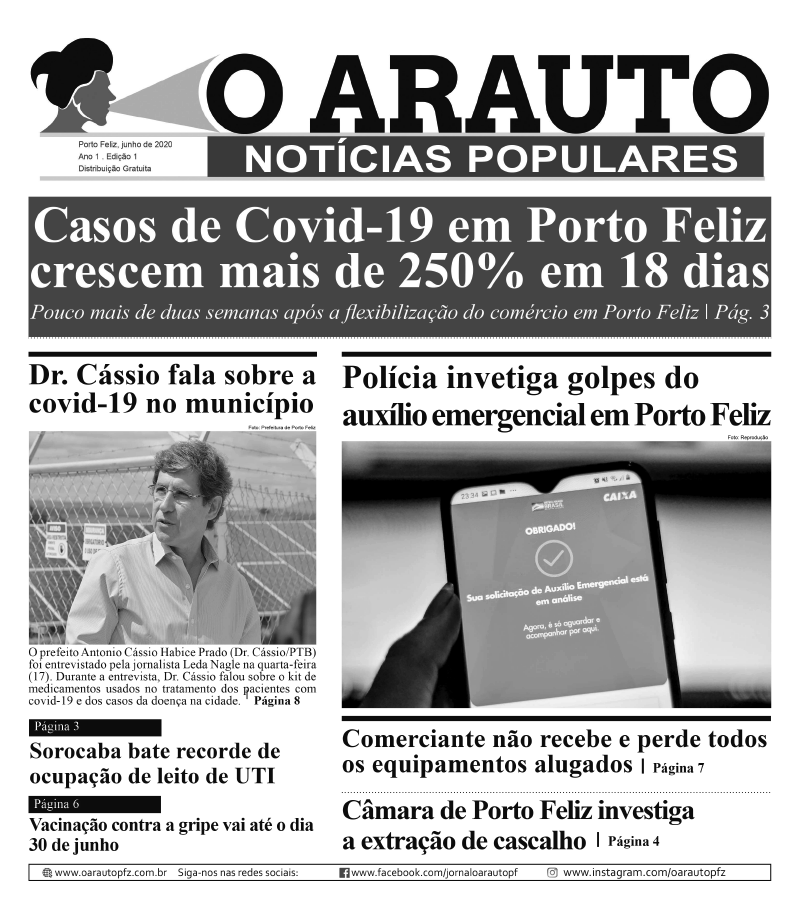 O ARAUTO
NOTÍCIAS POPULARES
Porto Feliz, junho de 2020
Ano 1 . Edição 1
Distribuição Gratuita
Casos de Covid-19 em Porto Feliz
crescem mais de 250% em 18 dias
Pouco mais de duas semanas após a flexibilização do comércio em Porto Feliz | Pág. 3
Dr. Cássio fala sobre a
covid-19 no município
Foto: Prefeitura de Porto Feliz
O prefeito Antonio Cássio Habice Prado (Dr. Cássio/PTB)
foi entrevistado pela jornalista Leda Nagle na quarta-feira
(17). Durante a entrevista, Dr. Cássio falou sobre o kit de
medicamentos usados no tratamento dos pacientes com
covid-19 e dos casos da doença na cidade. | Página 8
Página 3
Sorocaba bate recorde de
ocupação de leito de UTI
Página 6
Vacinação contra a gripe vai até o dia
30 de junho
Polícia invetiga golpes do
auxílio emergencial em Porto Feliz
Foto: Reprodução
23:34
BRASIL
CAIXA
OBRIGADO!
Sua solicitação de Auxílio Emergencial está
em análise
Agora, é só aguardar e
acompanhar por aqui.
Comerciante não recebe e perde todos
os equipamentos alugados | Página 7
Câmara de Porto Feliz investiga
a extração de cascalho | Página 4
www.oarautopfz.com.br Siga-nos nas redes sociais: www.facebook.com/jornaloarautopf www.instagram.com/oarautopfz